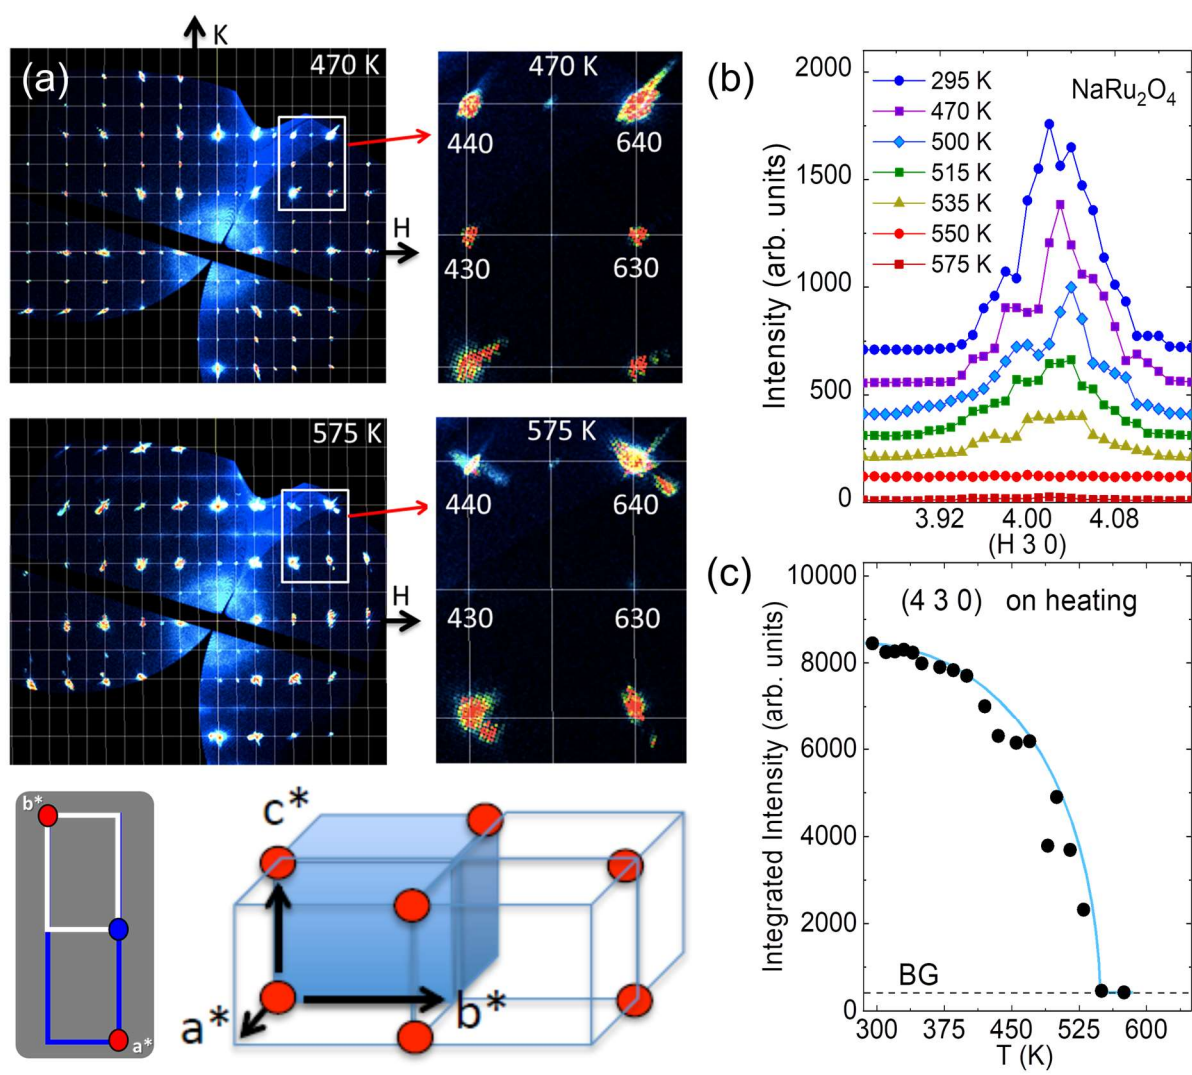 K
(a)
470 K
470 K
440
640
H
430
630
575 K
575 K
440
640
H
430
630
b*
a*
c*
b*
a*
(b)
NaRu₂O₄
295 K
470 K
500 K
515 K
535 K
550 K
575 K
Intensity (arb. units)
2000
1500
1000
500
0
3.92 4.00 4.08
(H 3 0)
(c)
(4 3 0) on heating
Integrated Intensity (arb. units)
10000
8000
6000
4000
2000
0
BG
300 375 450 525 600
T (K)